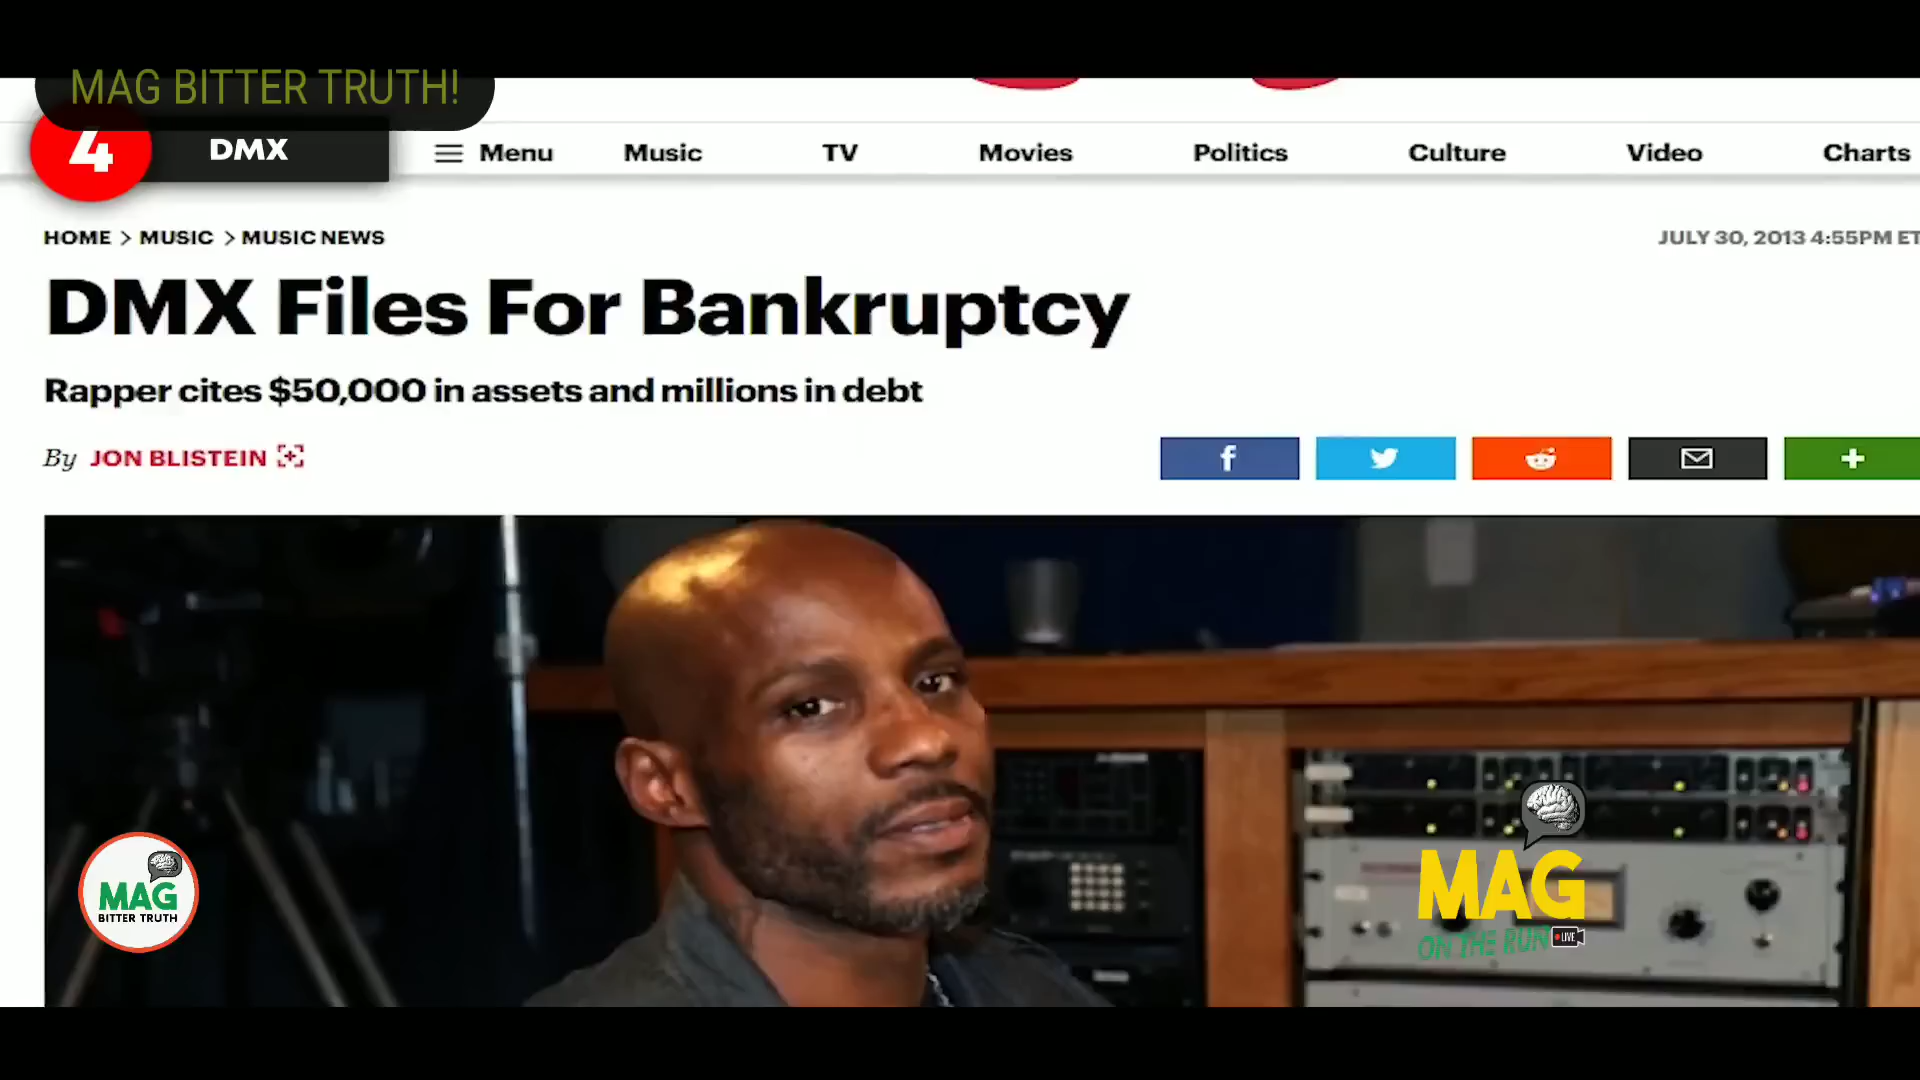 MAG BITTER TRUTH!
4
DMX
Menu
Music
TV
Movies
Politics
Culture
Video
Charts
HOME > MUSIC > MUSIC NEWS
JULY 30, 2013 4:55PM ET
DMX Files For Bankruptcy
Rapper cites $50,000 in assets and millions in debt
By JON BLISTEIN
MAG
BITTER TRUTH
MAG
ON THE RUN
LIVE